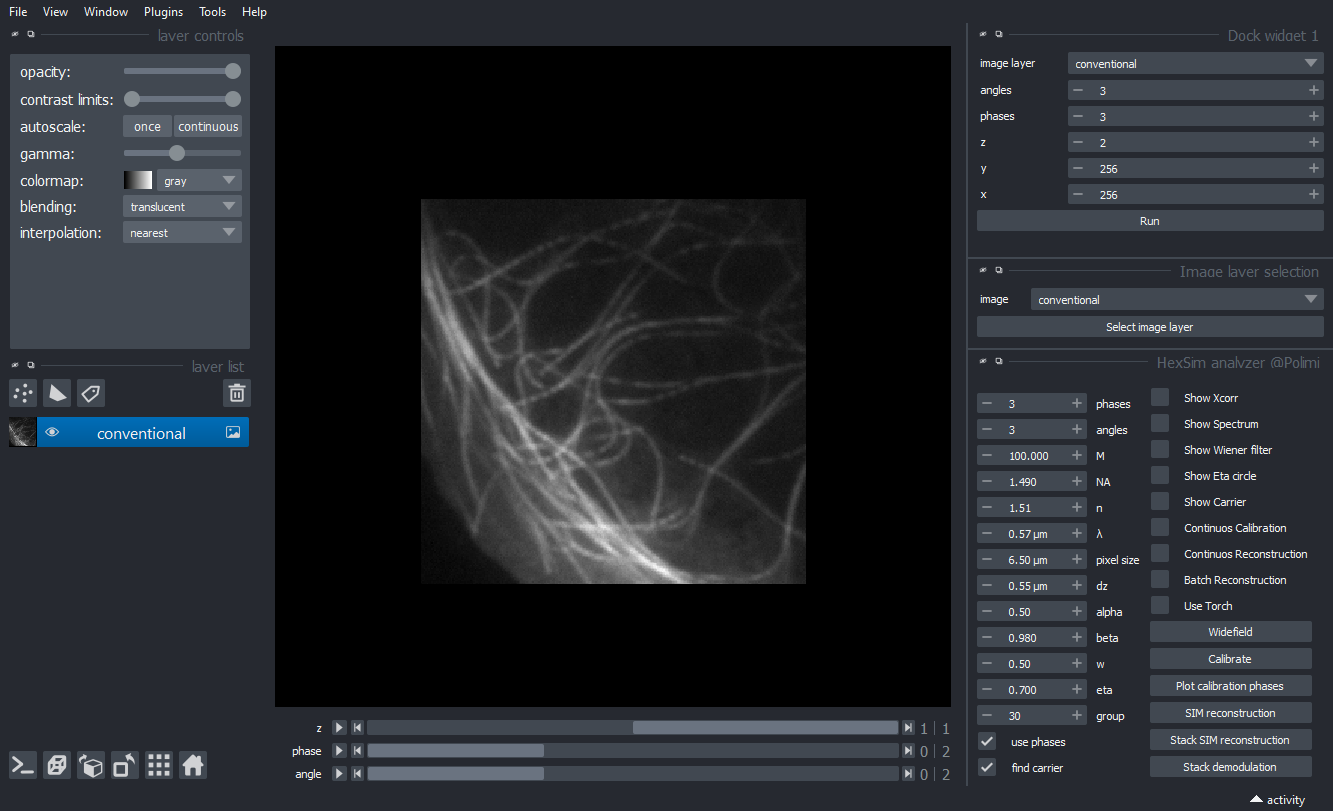 File View Window Plugins Tools Help
layer controls
opacity:
contrast limits:
autoscale: once continuous
gamma:
colormap: gray
blending: translucent
interpolation: nearest
layer list
conventional
z 1 | 1
phase 0 | 2
angle 0 | 2
Dock widget 1
image layer conventional
angles 3
phases 3
z 2
y 256
x 256
Run
Image layer selection
image conventional
Select image layer
HexSim analyzer @Polimi
3 phases
3 angles
100.000 M
1.490 NA
1.51 n
0.57 µm λ
6.50 µm pixel size
0.55 µm dz
0.50 alpha
0.980 beta
0.50 w
0.700 eta
30 group
use phases
find carrier
Show Xcorr
Show Spectrum
Show Wiener filter
Show Eta circle
Show Carrier
Continuos Calibration
Continuos Reconstruction
Batch Reconstruction
Use Torch
Widefield
Calibrate
Plot calibration phases
SIM reconstruction
Stack SIM reconstruction
Stack demodulation
activity